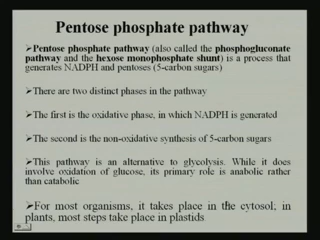 Pentose phosphate pathway
➢Pentose phosphate pathway (also called the phosphogluconate
pathway and the hexose monophosphate shunt) is a process that
generates NADPH and pentoses (5-carbon sugars)
➢There are two distinct phases in the pathway
➢The first is the oxidative phase, in which NADPH is generated
➢The second is the non-oxidative synthesis of 5-carbon sugars
➢This pathway is an alternative to glycolysis. While it does
involve oxidation of glucose, its primary role is anabolic rather
than catabolic
➢For most organisms, it takes place in the cytosol; in
plants, most steps take place in plastids